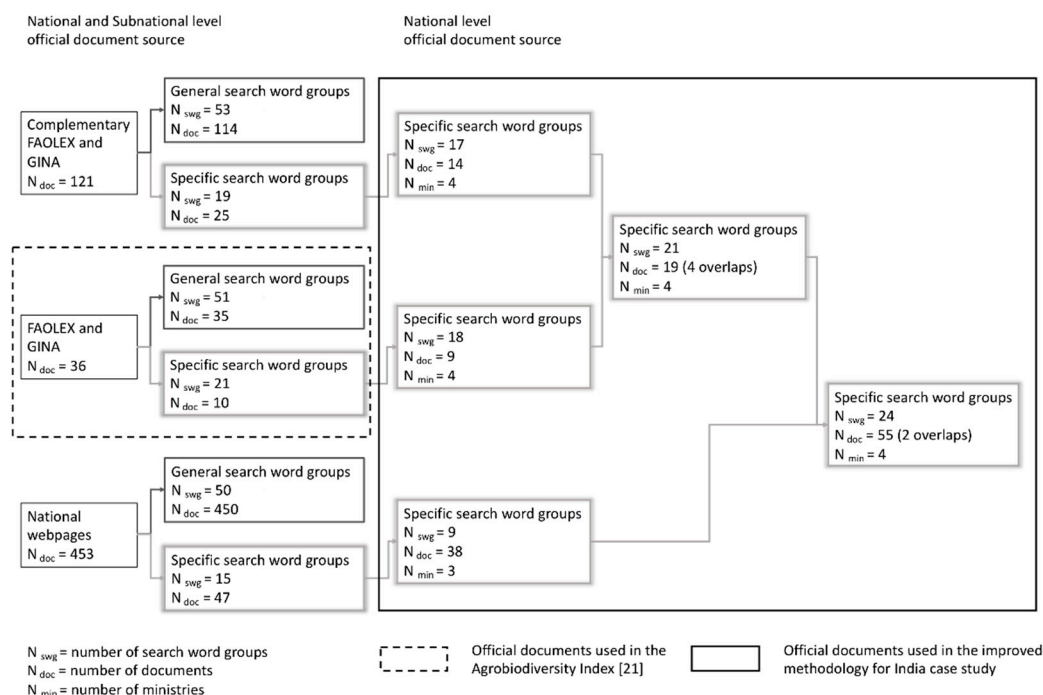 National and Subnational level
official document source
National level
official document source
Complementary
FAOLEX and
GINA
N doc = 121
General search word groups
N swg = 53
N doc = 114
Specific search word groups
N swg = 19
N doc = 25
Specific search word groups
N swg = 17
N doc = 14
N min = 4
Specific search word groups
N swg = 21
N doc = 19 (4 overlaps)
N min = 4
FAOLEX and
GINA
N doc = 36
General search word groups
N swg = 51
N doc = 35
Specific search word groups
N swg = 21
N doc = 10
Specific search word groups
N swg = 18
N doc = 9
N min = 4
Specific search word groups
N swg = 24
N doc = 55 (2 overlaps)
N min = 4
National
webpages
N doc = 453
General search word groups
N swg = 50
N doc = 450
Specific search word groups
N swg = 15
N doc = 47
Specific search word groups
N swg = 9
N doc = 38
N min = 3
N swg = number of search word groups
N doc = number of documents
N min = number of ministries
Official documents used in the
Agrobiodiversity Index [21]
Official documents used in the improved
methodology for India case study